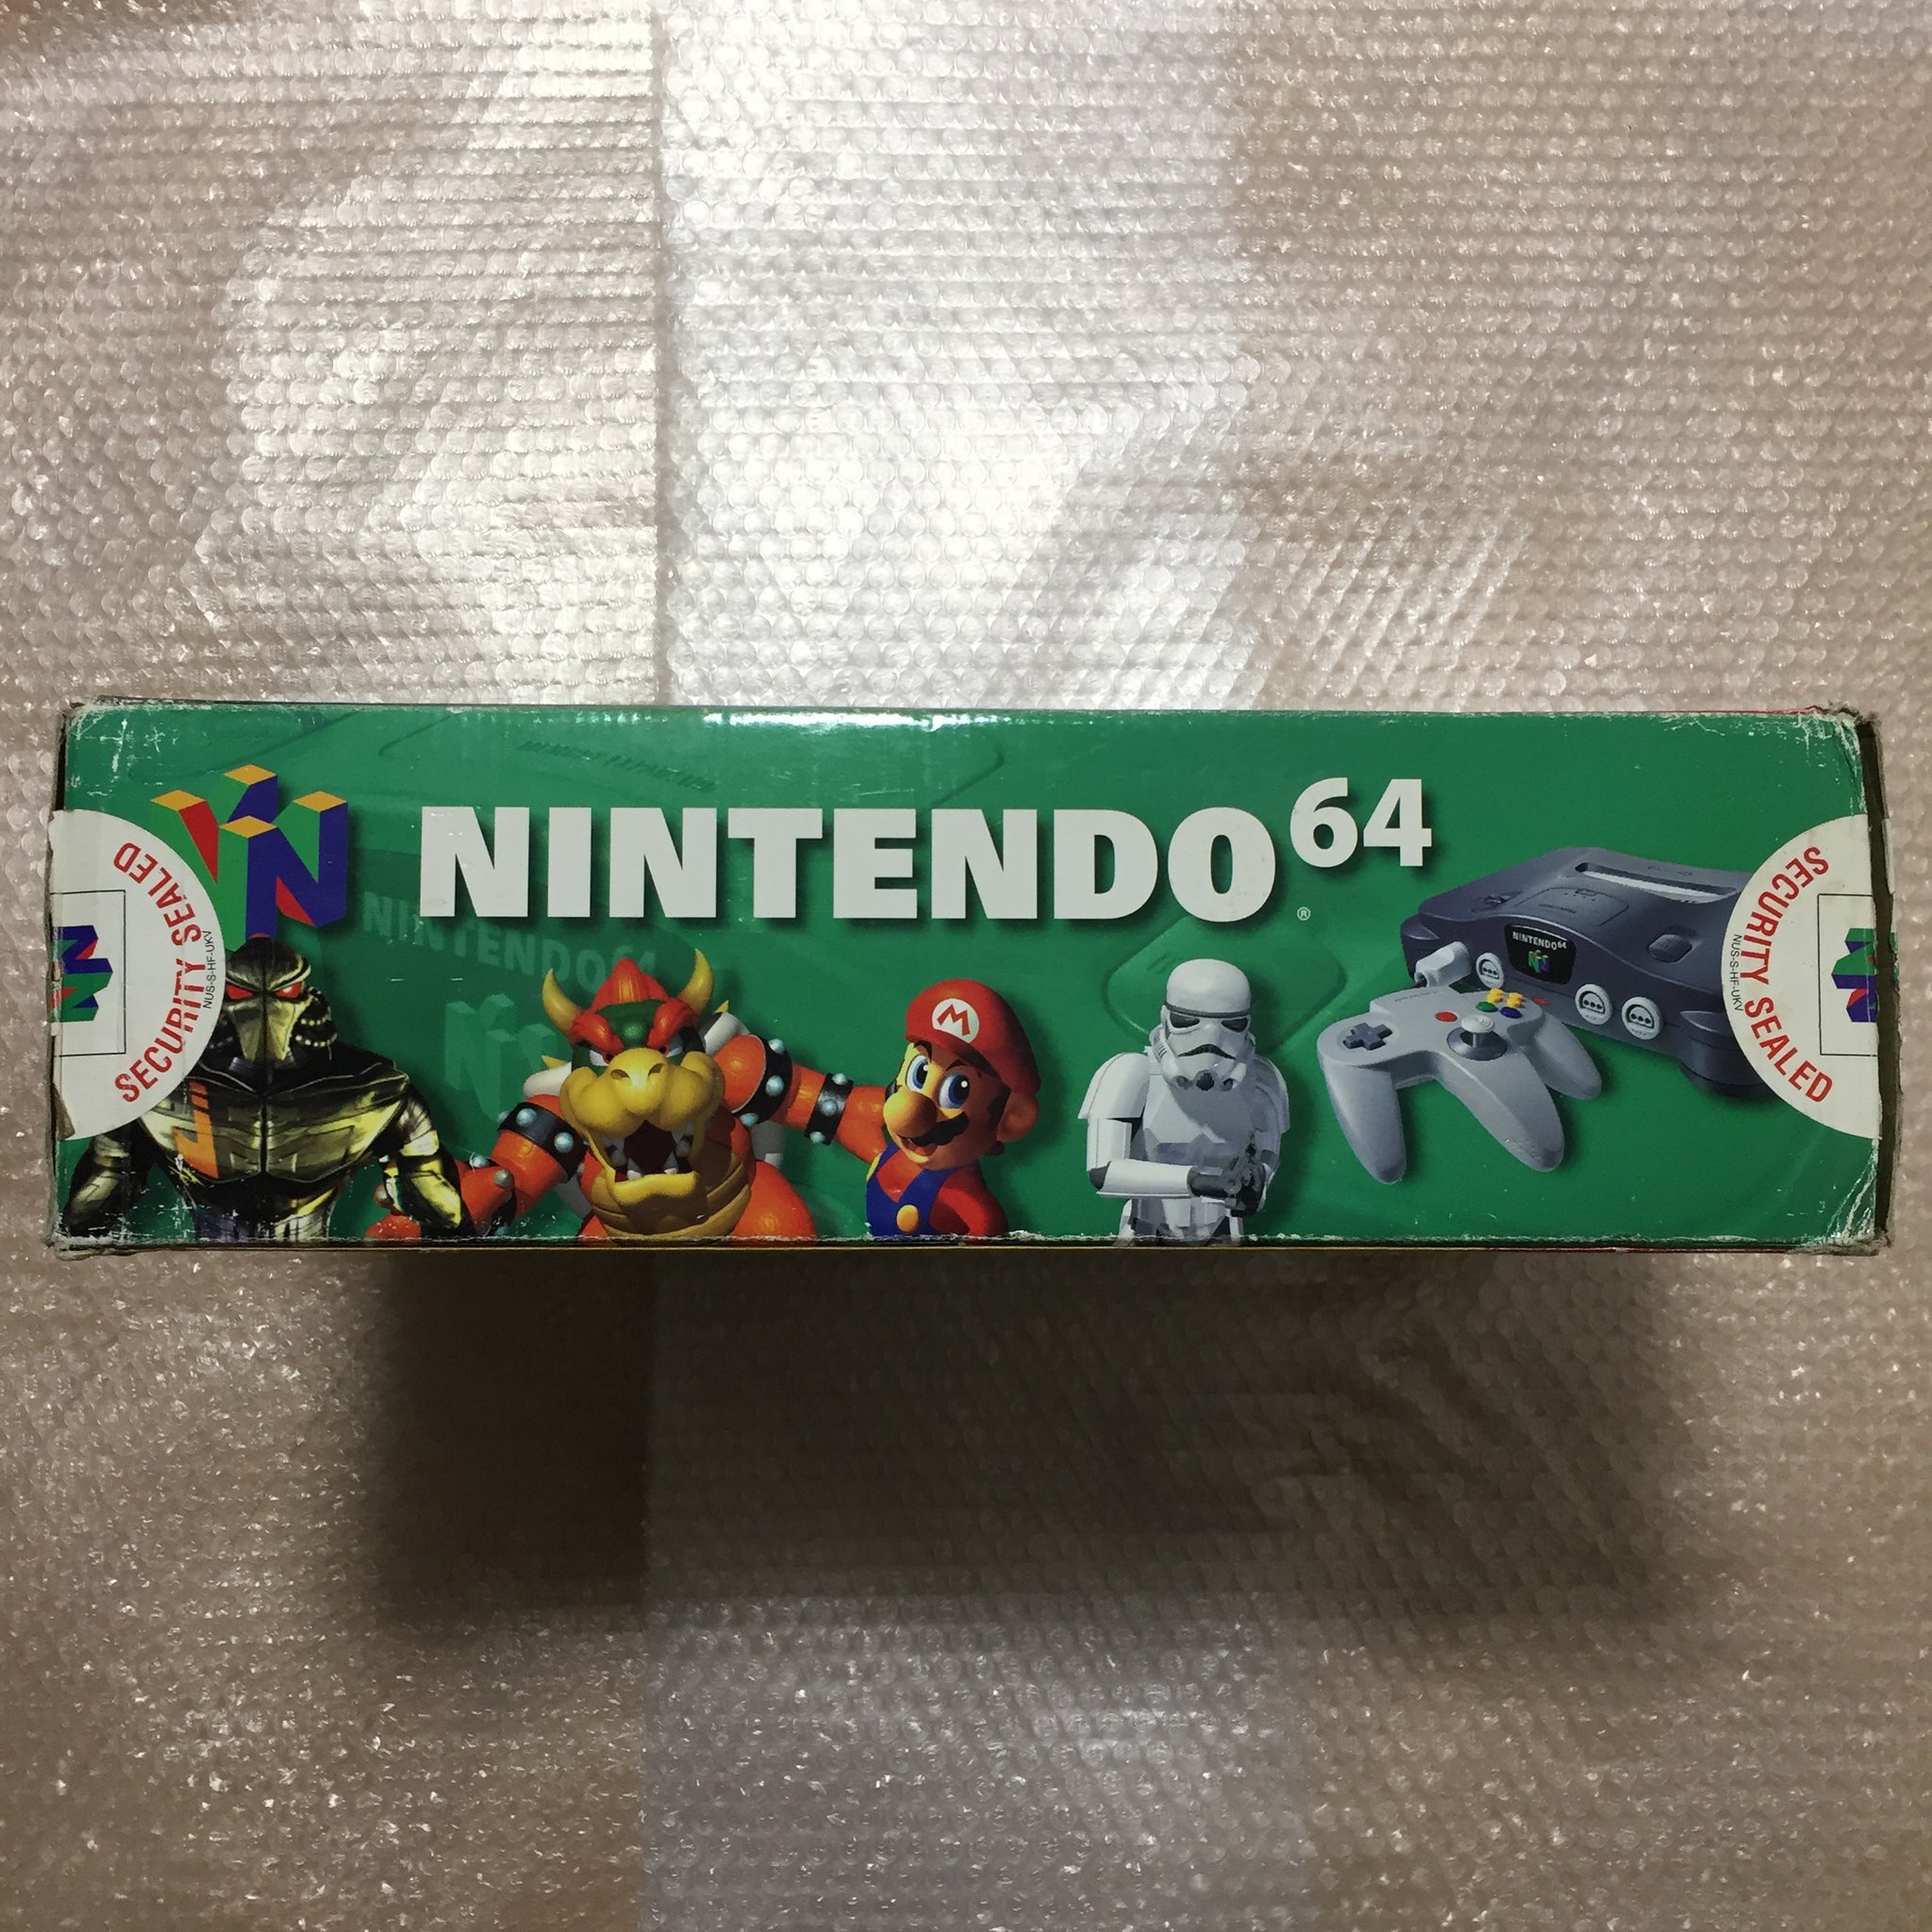 NINTENDO64
®
NINTENDO64
NINTENDO64
SECURITY SEALED
NUS-S-HF-UKV
SECURITY SEALED
NUS-S-HF-UKV
M